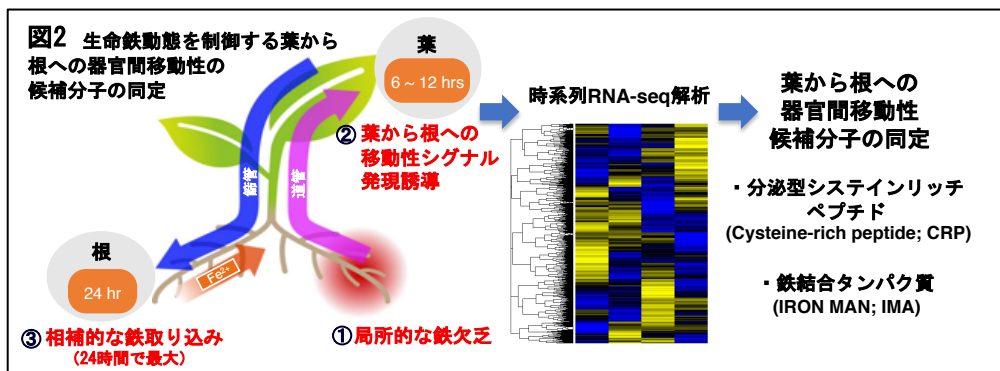 図2 生命鉄動態を制御する葉から
根への器官間移動性の
候補分子の同定
葉
6~12 hrs
②葉から根への
移動性シグナル
発現誘導
篩管
道管
根
24 hr
Fe²⁺
③相補的な鉄取り込み
(24時間で最大)
①局所的な鉄欠乏
時系列RNA-seq解析
葉から根への
器官間移動性
候補分子の同定
・分泌型システインリッチ
ペプチド
(Cysteine-rich peptide; CRP)
・鉄結合タンパク質
(IRON MAN; IMA)